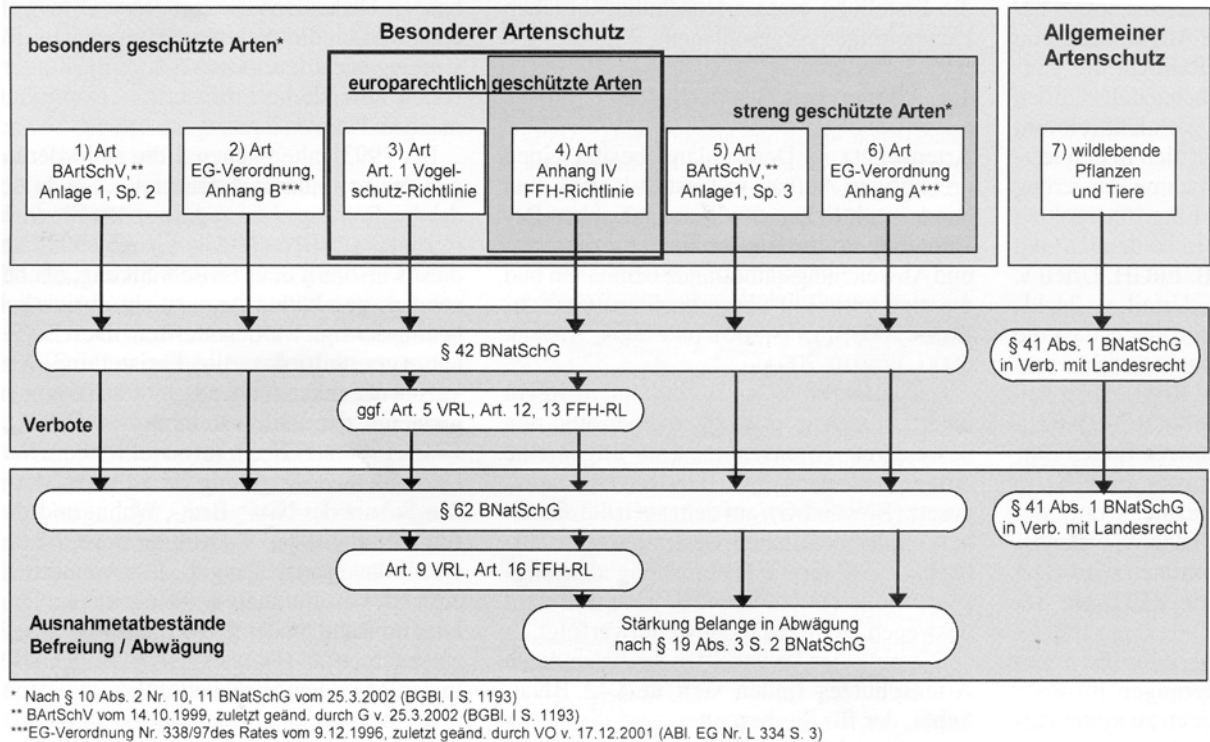 Besonderer Artenschutz
besonders geschützte Arten*
europarechtlich geschützte Arten
streng geschützte Arten*
Allgemeiner
Artenschutz
1) Art
BArtSchV,**
Anlage1, Sp. 2
2) Art
EG-Verordnung,
Anhang B***
3) Art
Art. 1 Vogel-
schutz-Richtlinie
4) Art
Anhang IV
FFH-Richtlinie
5) Art
BArtSchV,**
Anlage 1, Sp. 3
6) Art
EG-Verordnung
Anhang A***
7) wildlebende
Pflanzen
und Tiere
§ 42 BNatSchG
§ 41 Abs. 1 BNatSchG
in Verb. mit Landesrecht
ggf. Art. 5 VRL, Art. 12, 13 FFH-RL
Verbote
§ 62 BNatSchG
§ 41 Abs. 1 BNatSchG
in Verb. mit Landesrecht
Art. 9 VRL, Art. 16 FFH-RL
Stärkung Belange in Abwägung
nach § 19 Abs. 3 S. 2 BNatSchG
Ausnahmetatbestände
Befreiung / Abwägung
* Nach § 10 Abs. 2 Nr. 10, 11 BNatSchG vom 25.3.2002 (BGBl. I S. 1193)
** BArtSchV vom 14.10.1999, zuletzt geänd. durch G v. 25.3.2002 (BGBl. I S. 1193)
***EG-Verordnung Nr. 338/97des Rates vom 9.12.1996, zuletzt geänd. durch VO v. 17.12.2001 (ABl. EG Nr. L 334 S. 3)